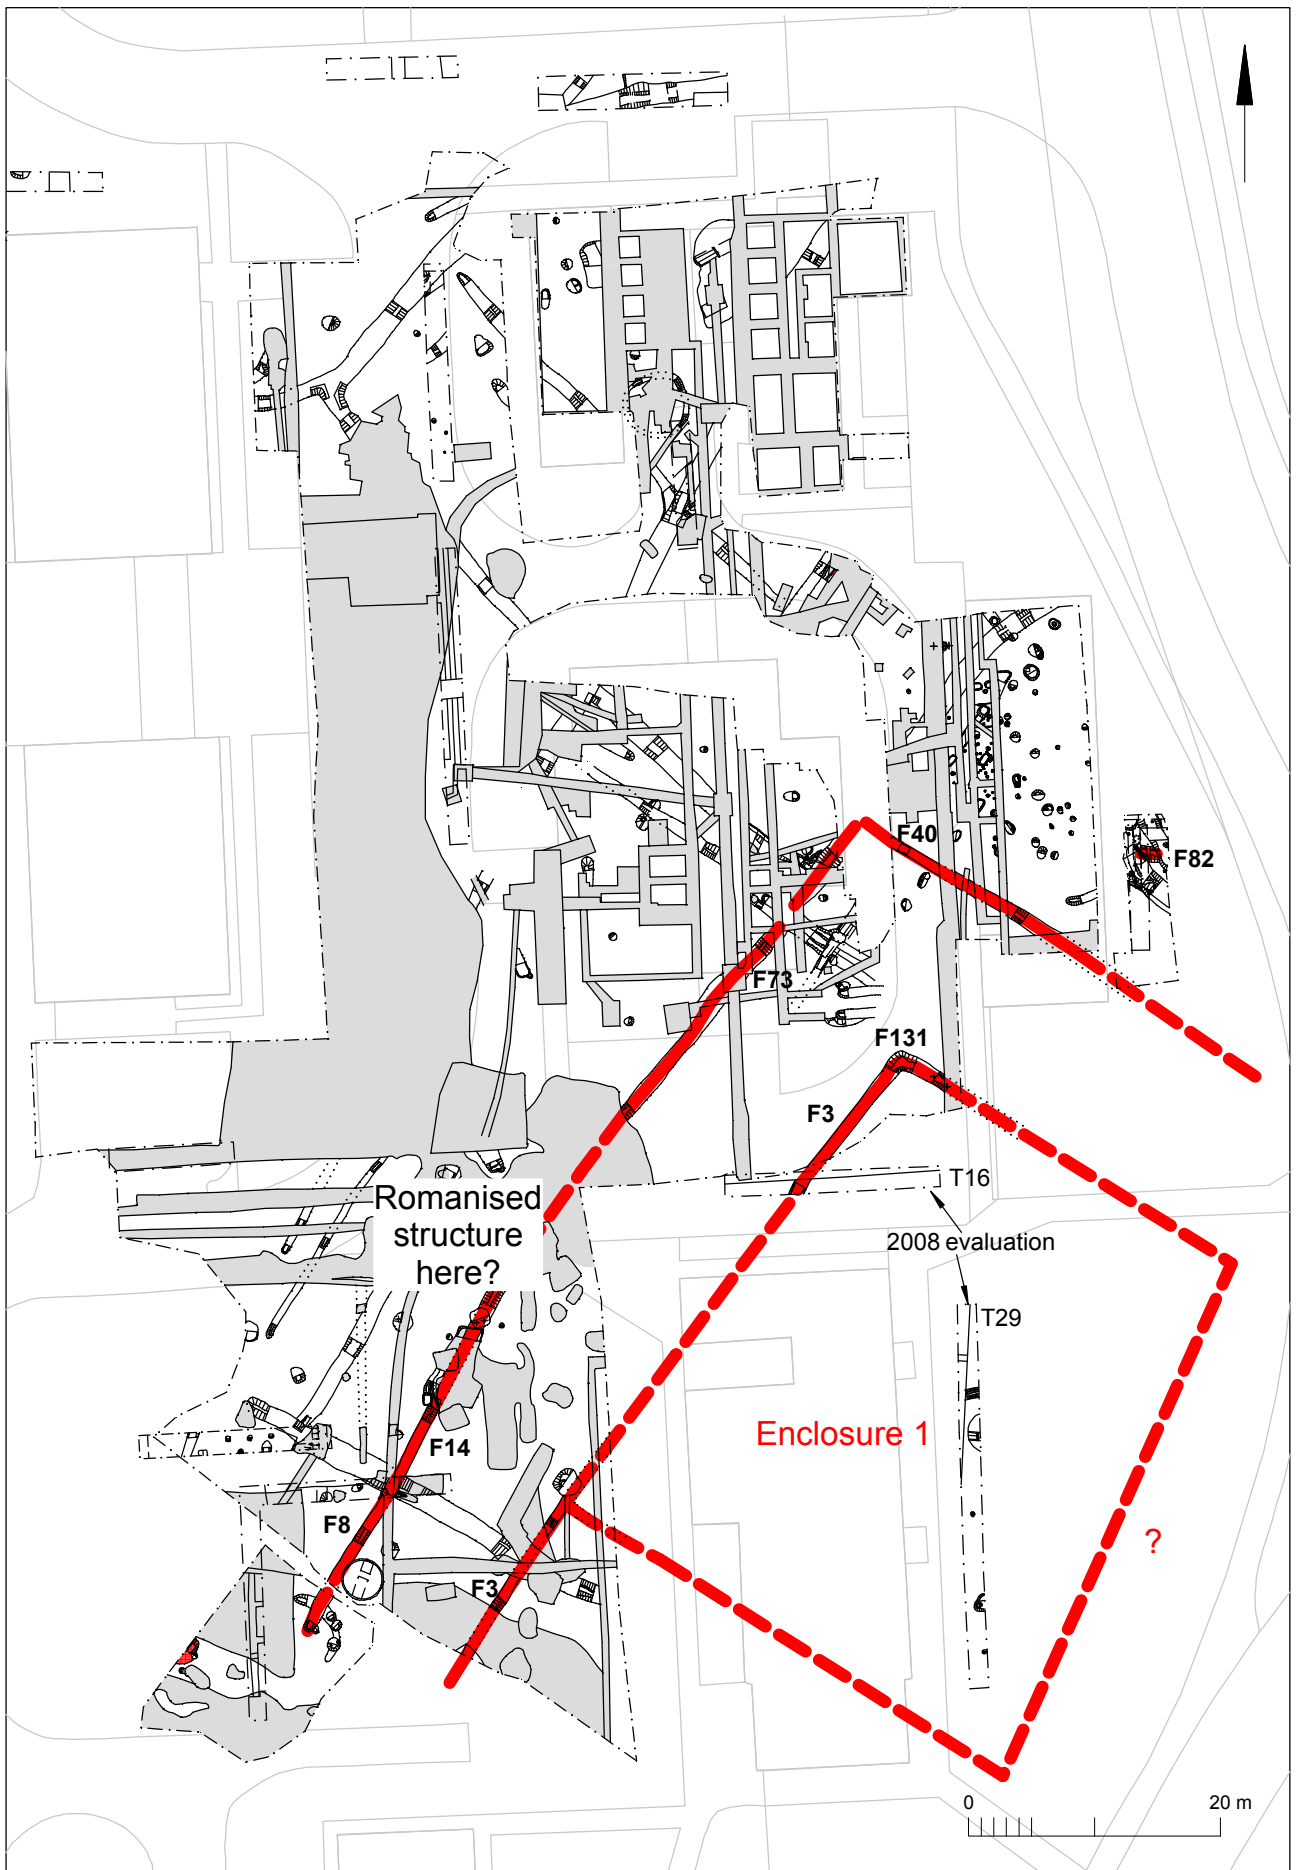 F40
F82
F73
F131
F3
T16
Romanised
structure
here?
2008 evaluation
T29
Enclosure 1
F14
F8
?
F3
0
20 m